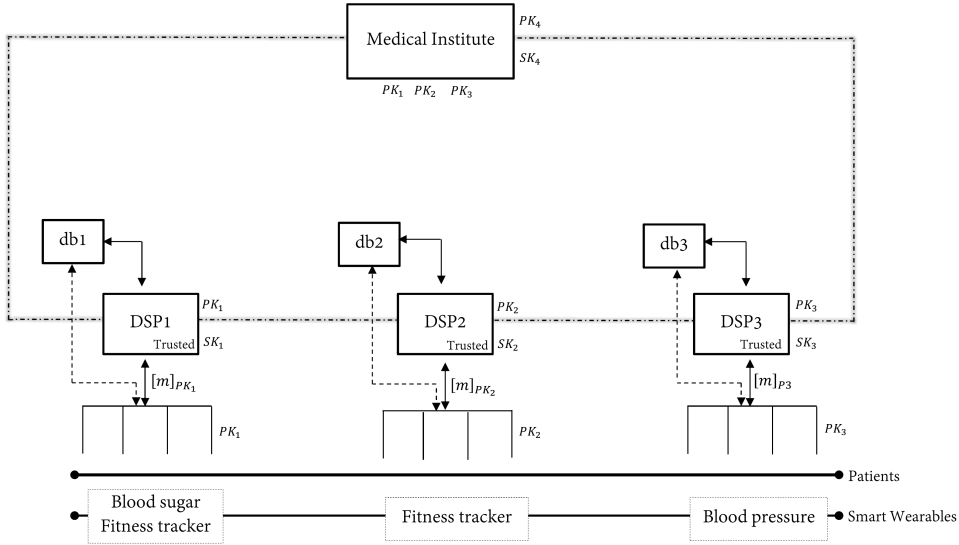 Medical Institute
PK4
SK4
PK1 PK2 PK3
db1
db2
db3
DSP1
Trusted
PK1
SK1
DSP2
Trusted
PK2
SK2
DSP3
Trusted
PK3
SK3
[m]PK1
[m]PK2
[m]P3
PK1
PK2
PK3
Patients
Blood sugar
Fitness tracker
Fitness tracker
Blood pressure
Smart Wearables